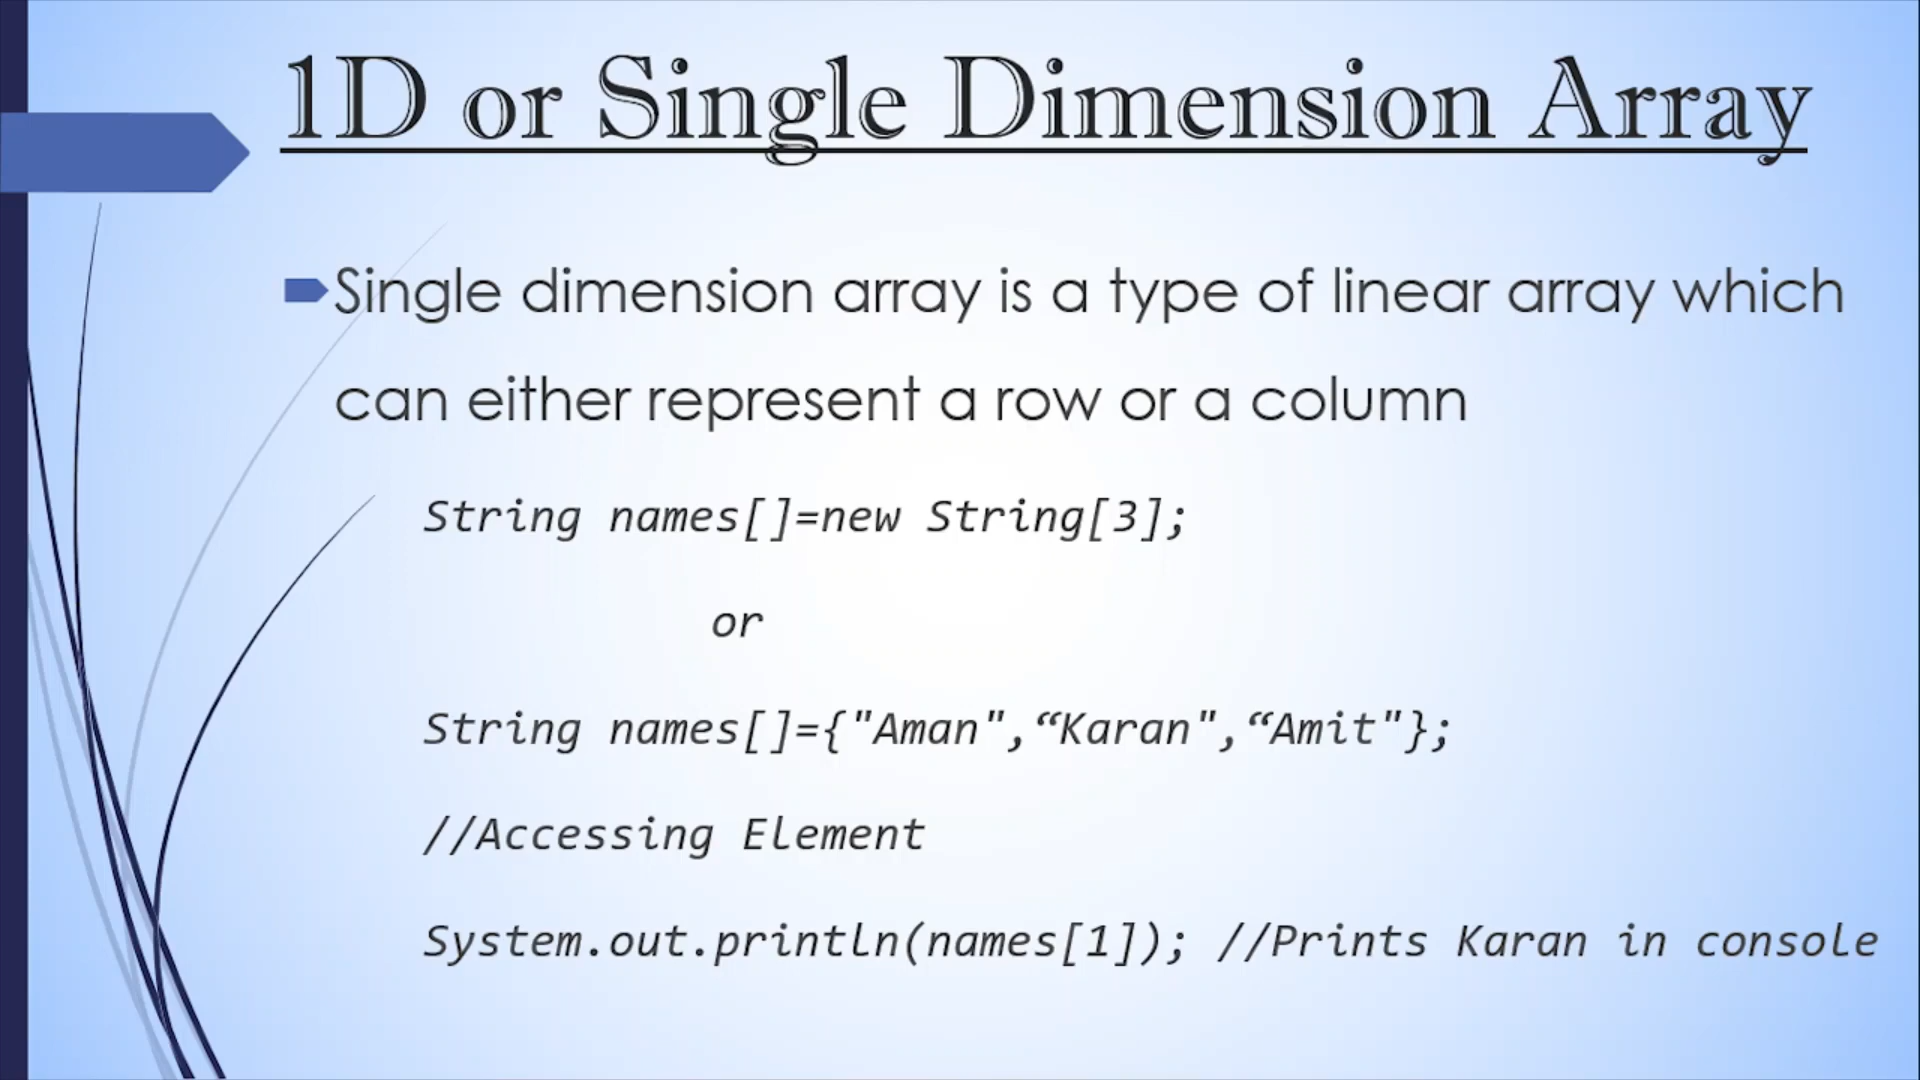 1D or Single Dimension Array
Single dimension array is a type of linear array which
can either represent a row or a column
String names[]=new String[3];
or
String names[]={"Aman",“Karan",“Amit"};
//Accessing Element
System.out.println(names[1]); //Prints Karan in console